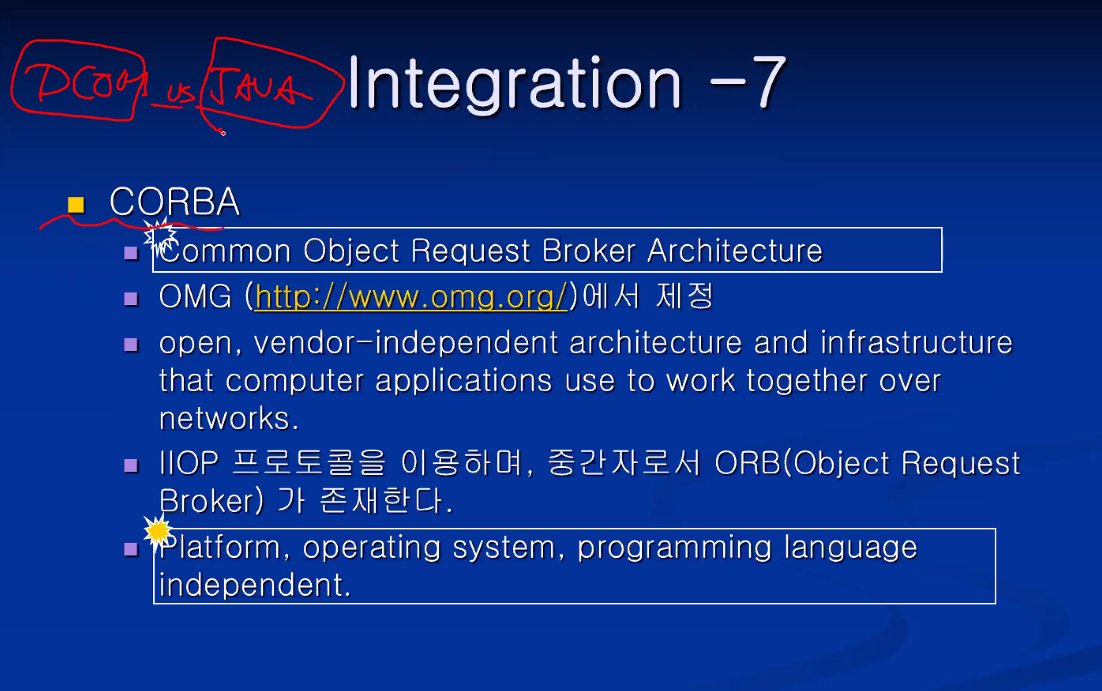 DCOM vs JAVA
Integration -7
CORBA
Common Object Request Broker Architecture
OMG (http://www.omg.org/)에서 제정
open, vendor-independent architecture and infrastructure
that computer applications use to work together over
networks.
IIOP 프로토콜을 이용하며, 중간자로서 ORB(Object Request
Broker) 가 존재한다.
Platform, operating system, programming language
independent.